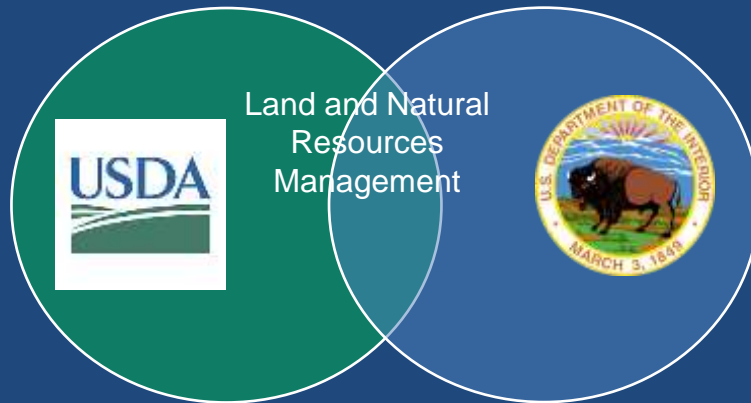 Land and Natural
Resources
Management
USDA
U.S. DEPARTMENT OF THE INTERIOR
MARCH 3, 1849